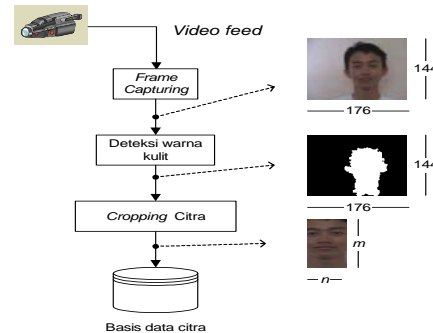 Video feed
Frame
Capturing
144
176
Deteksi warna
kulit
144
176
Cropping Citra
m
n
Basis data citra